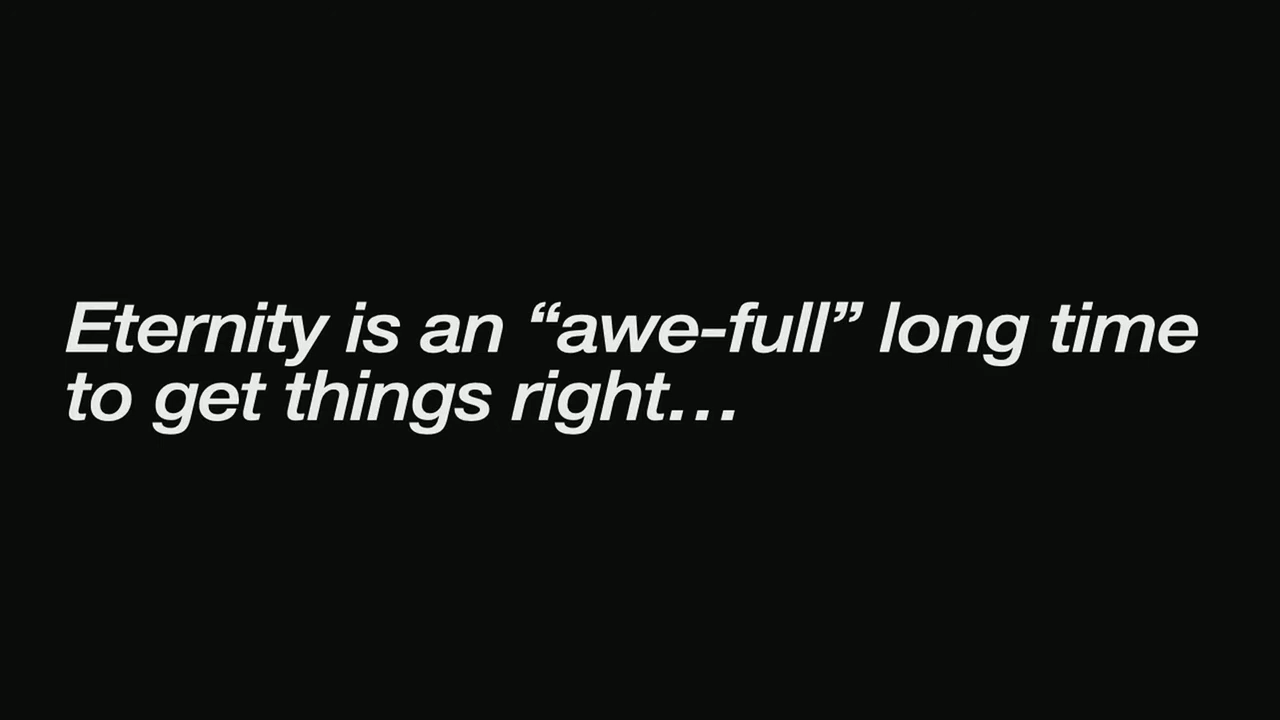 Eternity is an “awe-full” long time
to get things right…